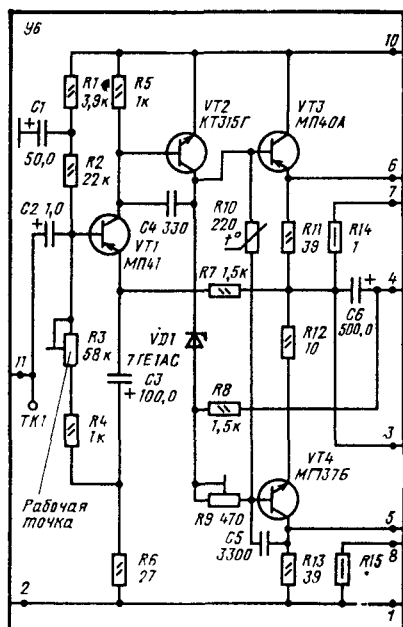 У6
10
R1
3,9к
R5
1к
C1
+
50,0
VT2
КТ315Г
VT3
МП40А
6
7
R2
22к
C2 1,0
+
C4 330
R10
220
t°
R11
39
R14
1
VT1
МП41
R7 1,5к
4
+
C6
500,0
R3
58к
VD1
7ГЕ1АС
R12
10
11
C3
+ 100,0
R8
1,5к
ТК1
R4
1к
3
VT4
МП37Б
Рабочая
точка
R9 470
5
C5
3300
8
R6
27
R13
39
R15
*
2
1